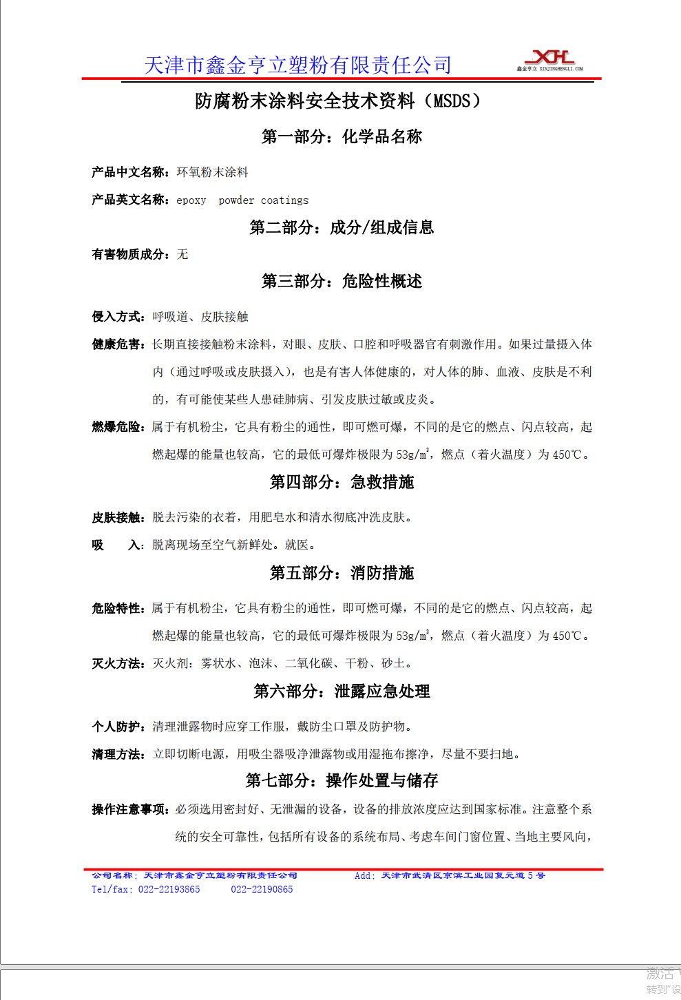 天津市鑫金亨立塑粉有限责任公司
XHL
鑫金亨立 XINJINGHENGLI.COM
防腐粉末涂料安全技术资料（MSDS）
第一部分：化学品名称
产品中文名称：环氧粉末涂料
产品英文名称：epoxy  powder coatings
第二部分：成分/组成信息
有害物质成分：无
第三部分：危险性概述
侵入方式：呼吸道、皮肤接触
健康危害：长期直接接触粉末涂料，对眼、皮肤、口腔和呼吸器官有刺激作用。如果过量摄入体
内（通过呼吸或皮肤摄入），也是有害人体健康的，对人体的肺、血液、皮肤是不利
的，有可能使某些人患硅肺病、引发皮肤过敏或皮炎。
燃爆危险：属于有机粉尘，它具有粉尘的通性，即可燃可爆，不同的是它的燃点、闪点较高，起
燃起爆的能量也较高，它的最低可爆炸极限为 53g/m³，燃点（着火温度）为 450℃。
第四部分：急救措施
皮肤接触：脱去污染的衣着，用肥皂水和清水彻底冲洗皮肤。
吸　　入：脱离现场至空气新鲜处。就医。
第五部分：消防措施
危险特性：属于有机粉尘，它具有粉尘的通性，即可燃可爆，不同的是它的燃点、闪点较高，起
燃起爆的能量也较高，它的最低可爆炸极限为 53g/m³，燃点（着火温度）为 450℃。
灭火方法：灭火剂：雾状水、泡沫、二氧化碳、干粉、砂土。
第六部分：泄露应急处理
个人防护：清理泄露物时应穿工作服，戴防尘口罩及防护物。
清理方法：立即切断电源，用吸尘器吸净泄露物或用湿拖布擦净，尽量不要扫地。
第七部分：操作处置与储存
操作注意事项：必须选用密封好、无泄漏的设备，设备的排放浓度应达到国家标准。注意整个系
统的安全可靠性，包括所有设备的系统布局、考虑车间门窗位置、当地主要风向，
公司名称：天津市鑫金亨立塑粉有限责任公司　　Add：天津市武清区京滨工业园复元道 5 号
Tel/fax：022-22193865　　022-22190865
激活
转到“设